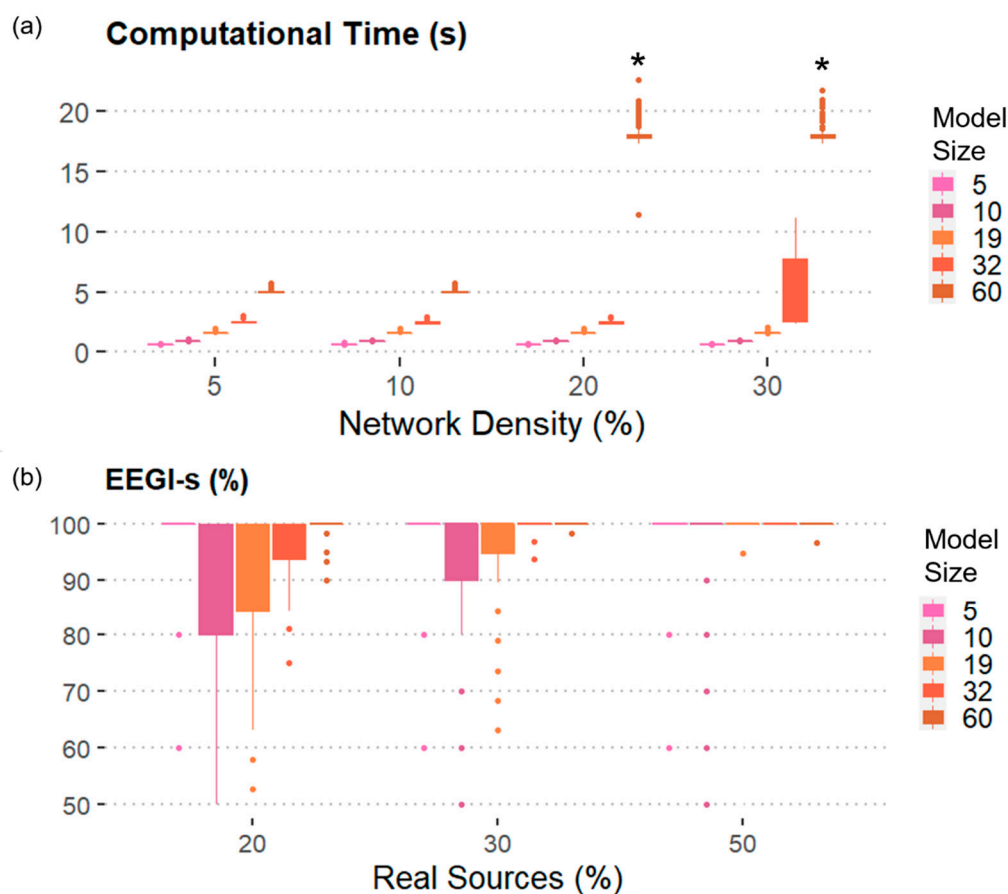 (a)
Computational Time (s)
* *
20
15
10
5
0
5 10 20 30
Network Density (%)
Model
Size
5
10
19
32
60
(b)
EEGI-s (%)
100
90
80
70
60
50
20 30 50
Real Sources (%)
Model
Size
5
10
19
32
60